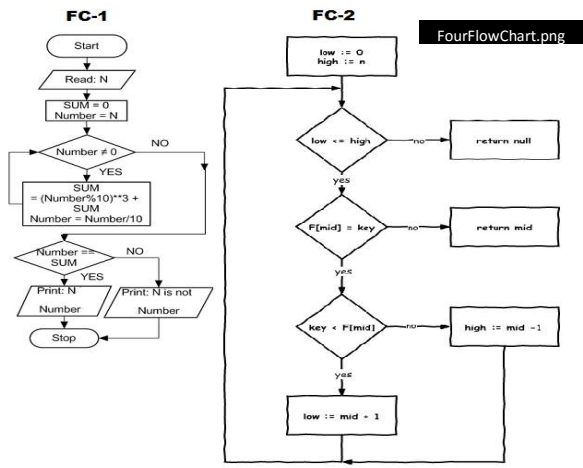 FC-1
FC-2
FourFlowChart.png
Start
Read: N
SUM = 0
Number = N
Number ≠ 0
NO
YES
SUM
= (Number%10)**3 +
SUM
Number = Number/10
Number ==
SUM
NO
YES
Print: N
Number
Print: N is not
Number
Stop
low := 0
high := n
low <= high
no
return null
yes
F[mid] = key
no
return mid
yes
key < F[mid]
no
high := mid -1
yes
low := mid + 1